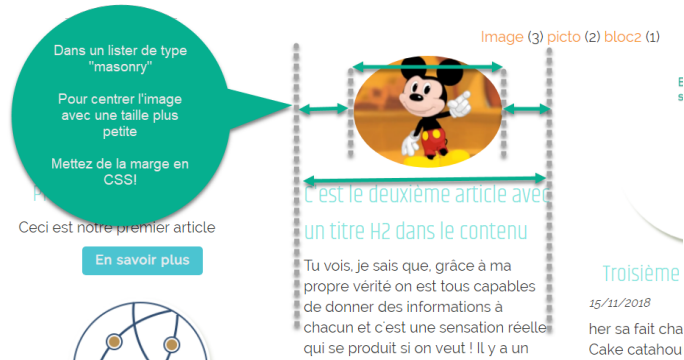 Image (3) picto (2) bloc2 (1)
Dans un lister de type
"masonry"
Pour centrer l'image
avec une taille plus
petite
Mettez de la marge en
CSS!
Ceci est notre premier article
En savoir plus
C'est le deuxième article avec
un titre H2 dans le contenu
Tu vois, je sais que, grâce à ma
propre vérité on est tous capables
de donner des informations à
chacun et c'est une sensation réelle
qui se produit si on veut ! Il y a un
Troisième
15/11/2018
her sa fait cha
Cake catahou